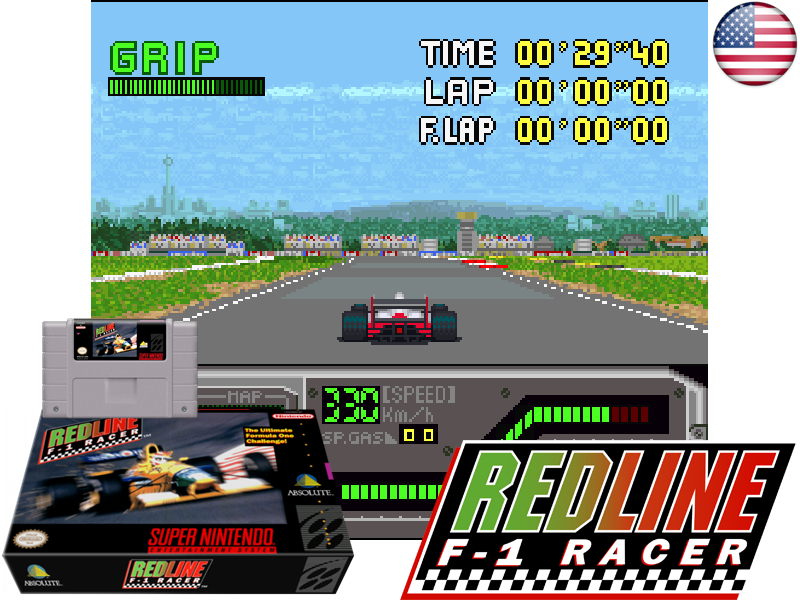 GRIP
TIME 00'29"40
LAP 00'00"00
F.LAP 00'00"00
MAP
330 [SPEED]
Km/h
SP.GAS 00
REDLINE
F-1 RACER
Nintendo
The Ultimate
Formula One
Challenge!
ABSOLUTE
SUPER NINTENDO
ENTERTAINMENT SYSTEM
ABSOLUTE
REDLINE
F-1 RACER
REDLINE
F-1 RACER